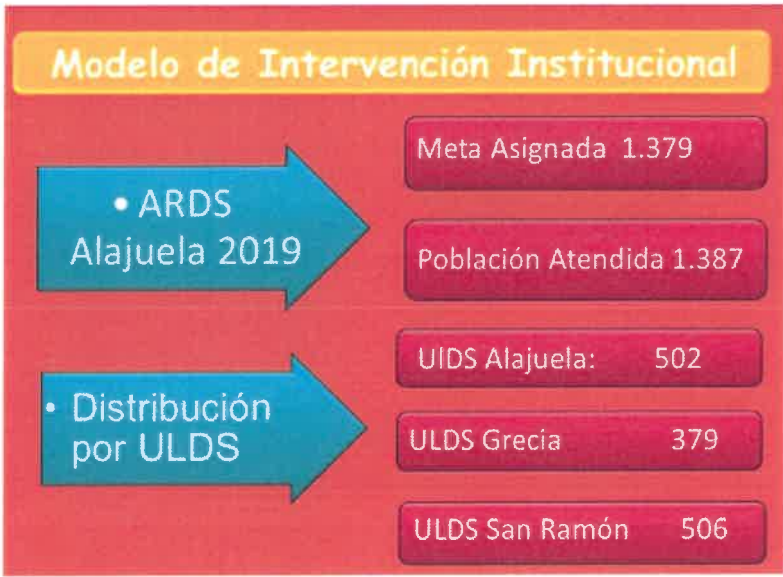 Modelo de Intervención Institucional
• ARDS
Alajuela 2019
Meta Asignada 1.379
Población Atendida 1.387
• Distribución
por ULDS
UlDS Alajuela: 502
ULDS Grecia 379
ULDS San Ramón 506